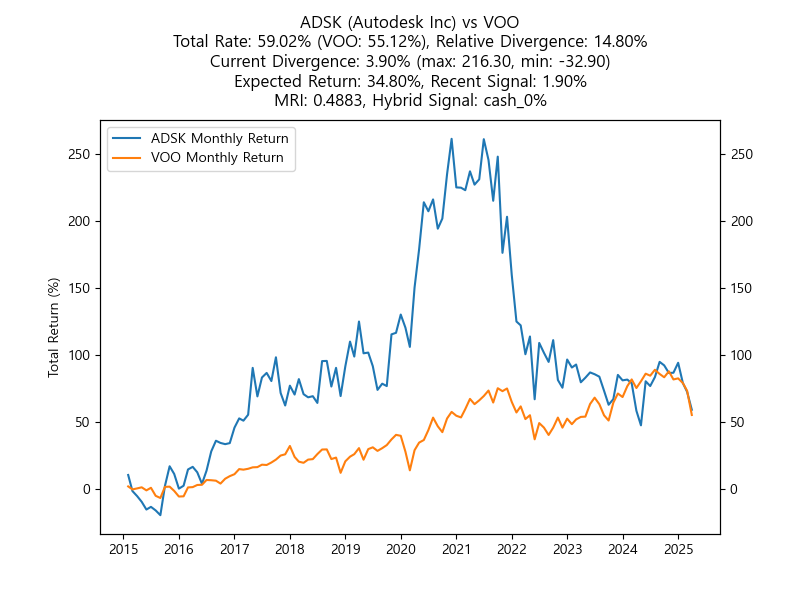 ADSK (Autodesk Inc) vs VOO
Total Rate: 59.02% (VOO: 55.12%), Relative Divergence: 14.80%
Current Divergence: 3.90% (max: 216.30, min: -32.90)
Expected Return: 34.80%, Recent Signal: 1.90%
MRI: 0.4883, Hybrid Signal: cash_0%
ADSK Monthly Return
VOO Monthly Return
Total Return (%)
250
200
150
100
50
0
250
200
150
100
50
0
2015 2016 2017 2018 2019 2020 2021 2022 2023 2024 2025